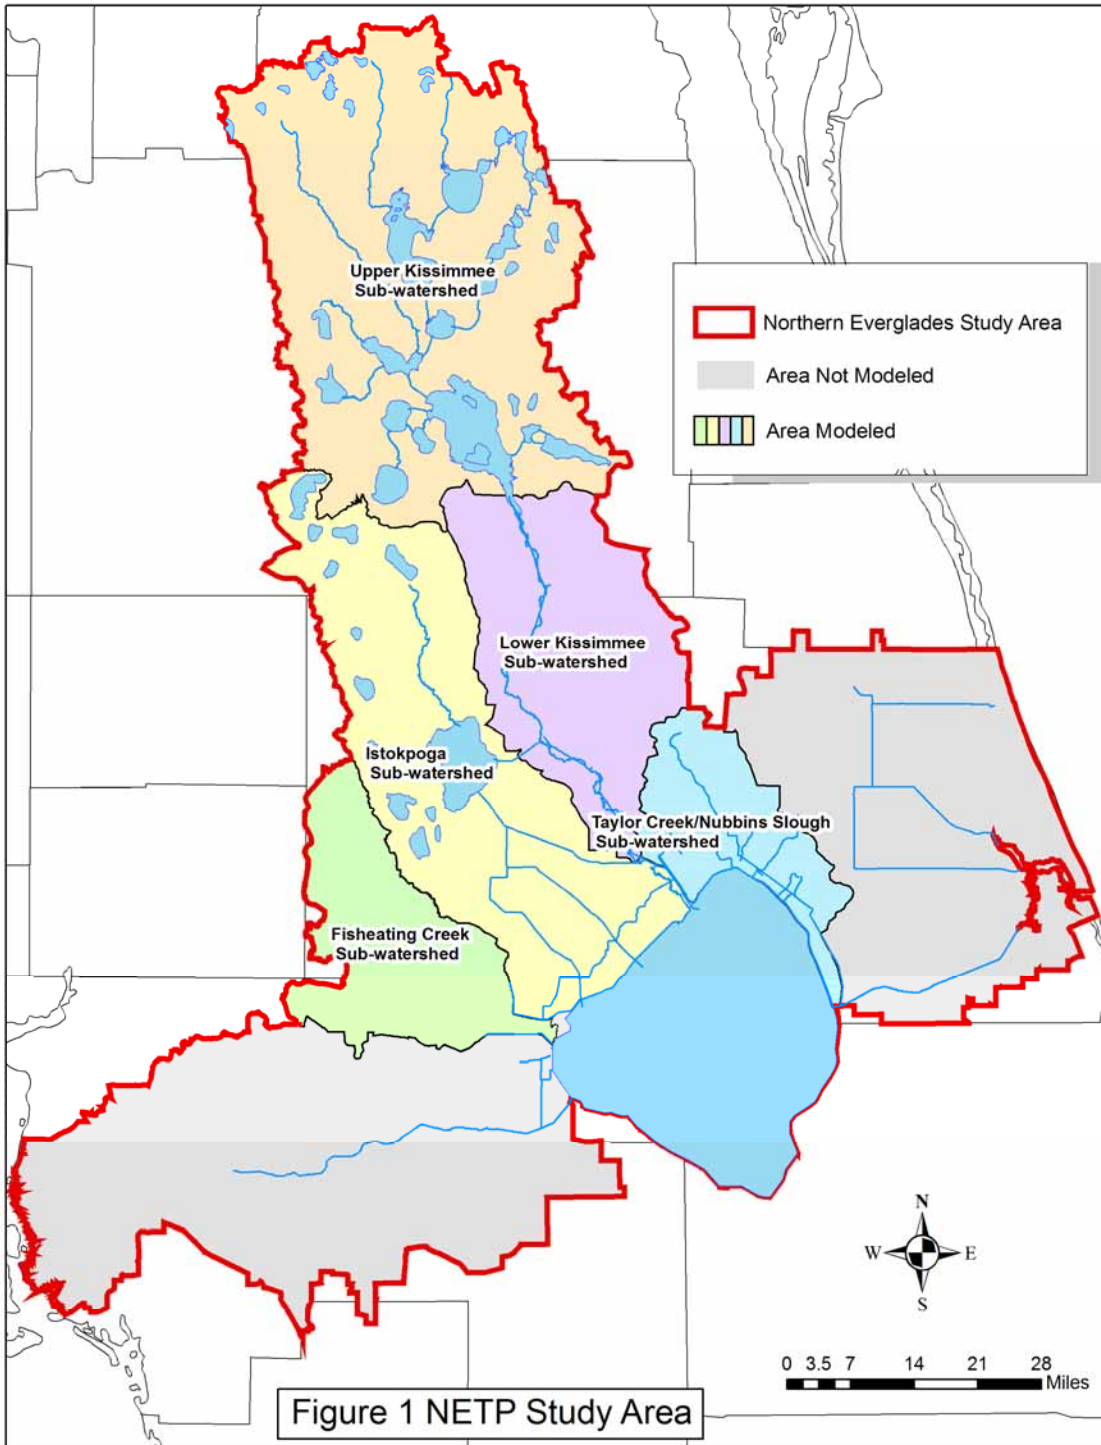 Upper Kissimmee
Sub-watershed
Northern Everglades Study Area
Area Not Modeled
Area Modeled
Lower Kissimmee
Sub-watershed
Istokpoga
Sub-watershed
Taylor Creek/Nubbins Slough
Sub-watershed
Fisheating Creek
Sub-watershed
N
W E
S
0 3.5 7 14 21 28
Miles
Figure 1 NETP Study Area